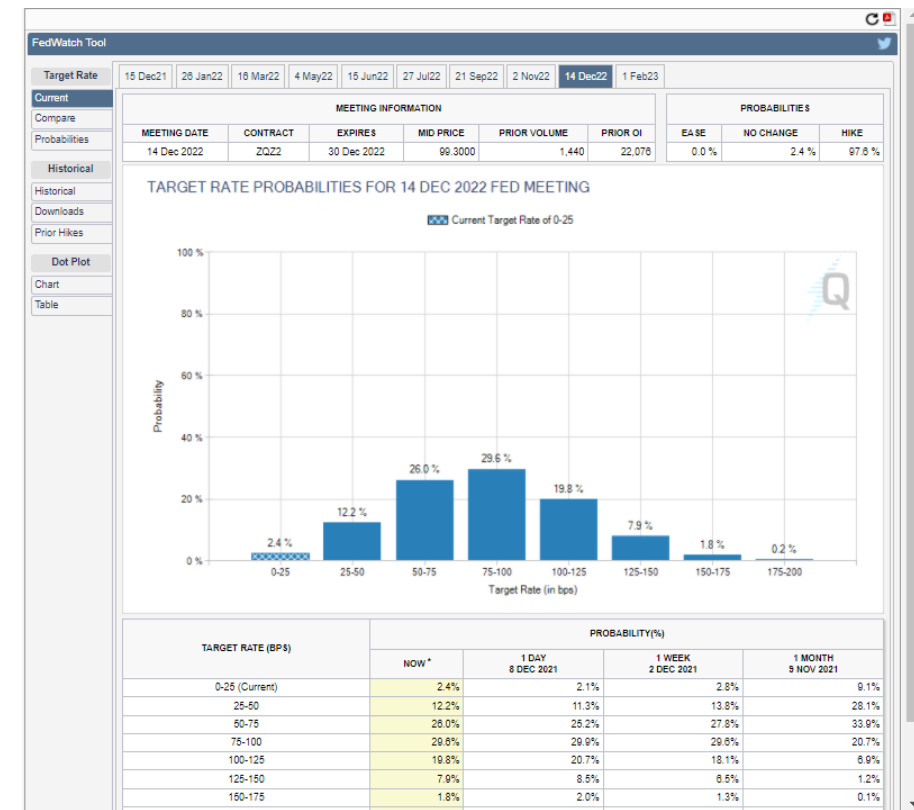 FedWatch Tool
Target Rate
Current
Compare
Probabilities
Historical
Historical
Downloads
Prior Hikes
Dot Plot
Chart
Table
15 Dec21 26 Jan22 16 Mar22 4 May22 15 Jun22 27 Jul22 21 Sep22 2 Nov22 14 Dec22 1 Feb23
MEETING INFORMATION PROBABILITIES
MEETING DATE CONTRACT EXPIRES MID PRICE PRIOR VOLUME PRIOR OI EASE NO CHANGE HIKE
14 Dec 2022 ZQZ2 30 Dec 2022 99.3000 1,440 22,076 0.0 % 2.4 % 97.6 %
TARGET RATE PROBABILITIES FOR 14 DEC 2022 FED MEETING
Current Target Rate of 0-25
Q
Probability
100 %
80 %
60 %
40 %
20 %
0 %
2.4 % 12.2 % 26.0 % 29.6 % 19.8 % 7.9 % 1.8 % 0.2 %
0-25 25-50 50-75 75-100 100-125 125-150 150-175 175-200
Target Rate (in bps)
TARGET RATE (BPS) PROBABILITY(%)
NOW * 1 DAY 1 WEEK 1 MONTH
8 DEC 2021 2 DEC 2021 9 NOV 2021
0-25 (Current) 2.4% 2.1% 2.8% 9.1%
25-50 12.2% 11.3% 13.8% 28.1%
50-75 26.0% 25.2% 27.8% 33.9%
75-100 29.6% 29.9% 29.6% 20.7%
100-125 19.8% 20.7% 18.1% 6.9%
125-150 7.9% 8.5% 6.5% 1.2%
150-175 1.8% 2.0% 1.3% 0.1%